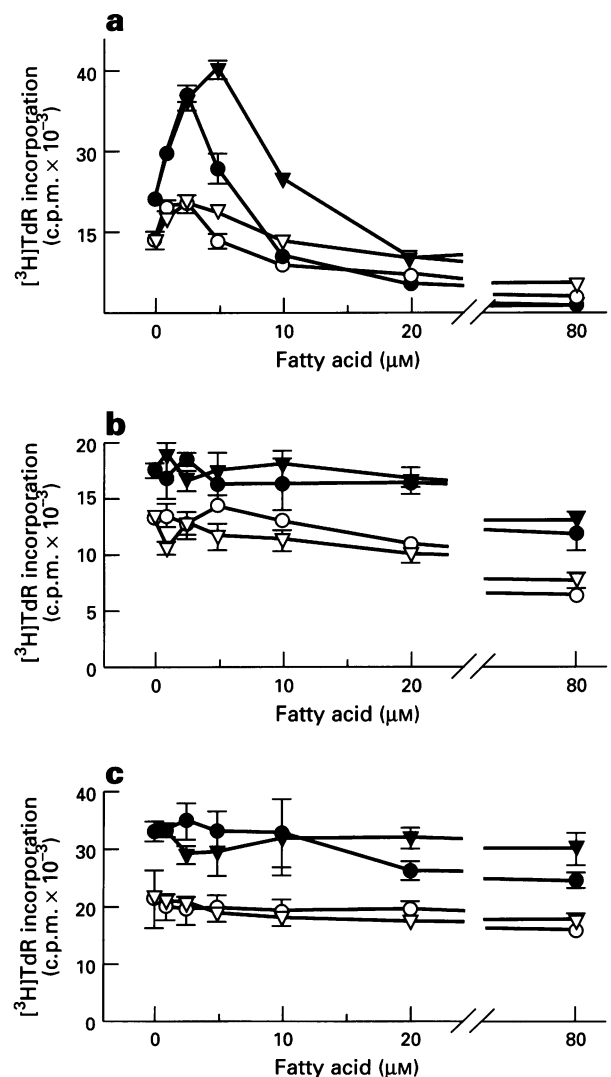 a
[³H]TdR incorporation
(c.p.m. × 10⁻³)
40
30
15
0
10
20
80
Fatty acid (μM)
b
[³H]TdR incorporation
(c.p.m. × 10⁻³)
20
15
10
5
0
0
10
20
80
Fatty acid (μM)
c
[³H]TdR incorporation
(c.p.m. × 10⁻³)
40
30
20
10
0
0
10
20
80
Fatty acid (μM)